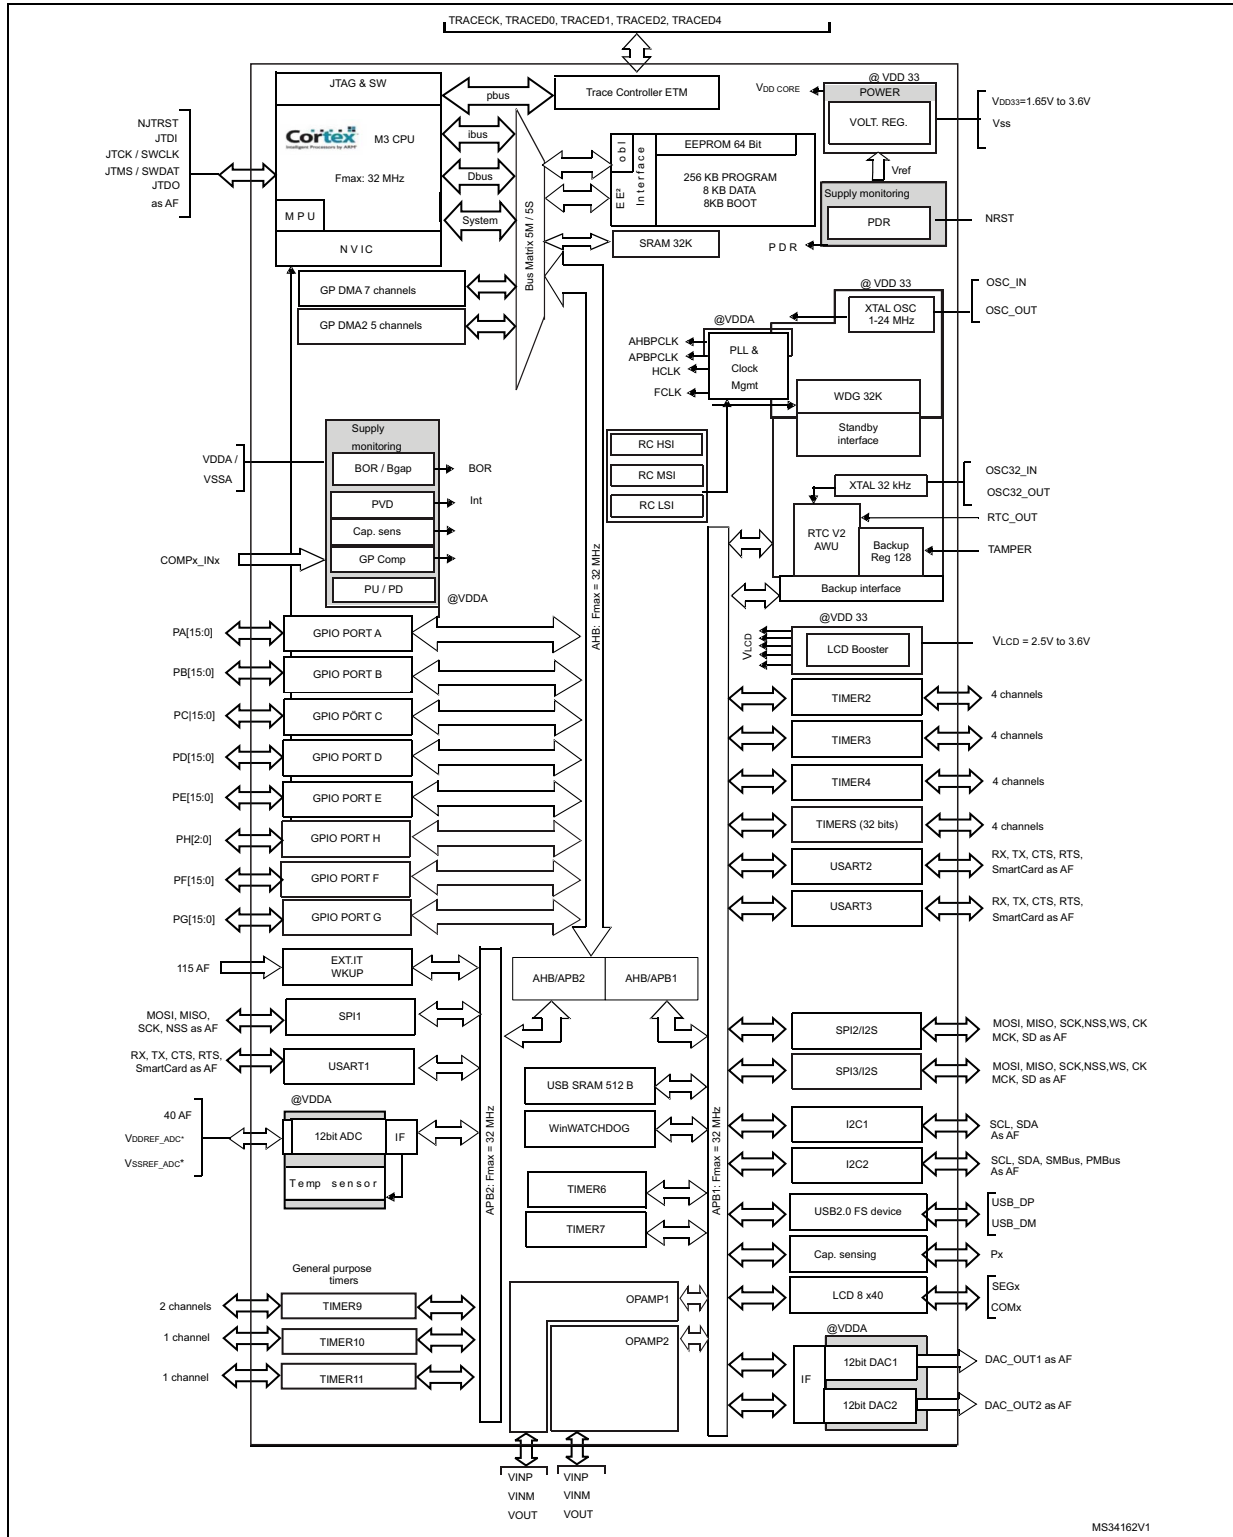 TRACECK, TRACED0, TRACED1, TRACED2, TRACED4
JTAG & SW
pbus
Trace Controller ETM
VDD CORE
@ VDD 33
POWER
VOLT. REG.
VDD33=1.65V to 3.6V
Vss
NJTRST
JTDI
JTCK / SWCLK
JTMS / SWDAT
JTDO
as AF
Cortex
Intelligent Processors by ARM
M3 CPU
Fmax: 32 MHz
M P U
N V I C
ibus
Dbus
System
Bus Matrix 5M / 5S
EE² obl
Interface
EEPROM 64 Bit
256 KB PROGRAM
8 KB DATA
8KB BOOT
SRAM 32K
Vref
Supply monitoring
PDR
P D R
NRST
GP DMA 7 channels
GP DMA2 5 channels
@ VDD 33
XTAL OSC
1-24 MHz
OSC_IN
OSC_OUT
@VDDA
AHBPCLK
APBPCLK
HCLK
FCLK
PLL &
Clock
Mgmt
WDG 32K
Standby
interface
Supply
monitoring
VDDA /
VSSA
BOR / Bgap
BOR
PVD
Int
Cap. sens
COMPx_INx
GP Comp
PU / PD
@VDDA
RC HSI
RC MSI
RC LSI
XTAL 32 kHz
OSC32_IN
OSC32_OUT
RTC V2
AWU
RTC_OUT
Backup
Reg 128
TAMPER
Backup interface
AHB: Fmax = 32 MHz
@VDD 33
VLCD
LCD Booster
VLCD = 2.5V to 3.6V
PA[15:0]
GPIO PORT A
PB[15:0]
GPIO PORT B
PC|15:0]
GPIO PÖRT C
PD[15:0]
GPIO PORT D
PE[15:0]
GPIO PORT E
PH[2:0]
GPIO PORT H
PF[15:0]
GPIO PORT F
PG[15:0]
GPIO PORT G
TIMER2
4 channels
TIMER3
4 channels
TIMER4
4 channels
TIMERS (32 bits)
4 channels
USART2
RX, TX, CTS, RTS,
SmartCard as AF
USART3
RX, TX, CTS, RTS,
SmartCard as AF
115 AF
EXT.IT
WKUP
AHB/APB2
AHB/APB1
MOSI, MISO,
SCK, NSS as AF
SPI1
RX, TX, CTS, RTS,
SmartCard as AF
USART1
SPI2/I2S
MOSI, MISO, SCK,NSS,WS, CK
MCK, SD as AF
SPI3/I2S
MOSI, MISO, SCK,NSS,WS, CK
MCK, SD as AF
USB SRAM 512 B
WinWATCHDOG
@VDDA
40 AF
VDDREF_ADC*
VSSREF_ADC*
12bit ADC
IF
Temp sensor
APB2: Fmax = 32 MHz
APB1: Fmax = 32 MHz
I2C1
SCL, SDA
As AF
I2C2
SCL, SDA, SMBus, PMBus
As AF
TIMER6
TIMER7
USB2.0 FS device
USB_DP
USB_DM
Cap. sensing
Px
LCD 8 x40
SEGx
COMx
General purpose
timers
2 channels
TIMER9
1 channel
TIMER10
1 channel
TIMER11
OPAMP1
OPAMP2
@VDDA
IF
12bit DAC1
DAC_OUT1 as AF
12bit DAC2
DAC_OUT2 as AF
VINP
VINM
VOUT
VINP
VINM
VOUT
MS34162V1